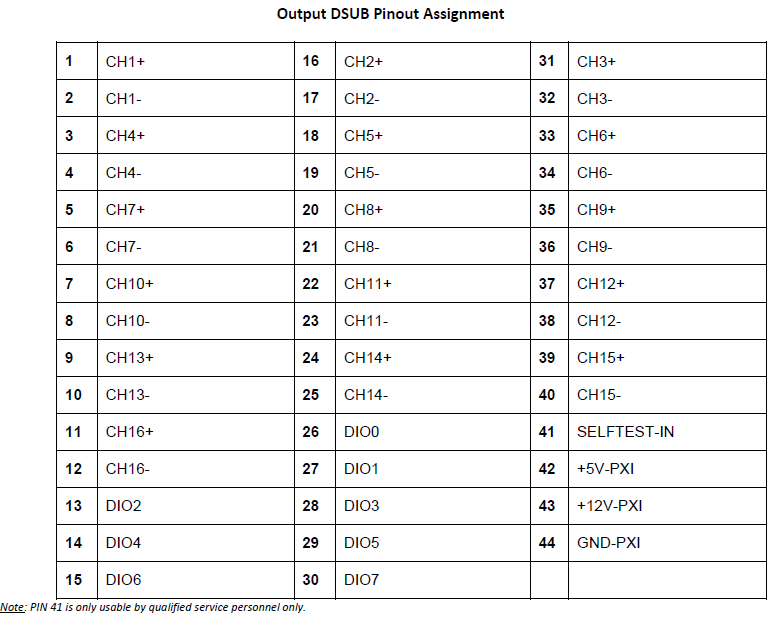 Output DSUB Pinout Assignment
1 CH1+ 16 CH2+ 31 CH3+
2 CH1- 17 CH2- 32 CH3-
3 CH4+ 18 CH5+ 33 CH6+
4 CH4- 19 CH5- 34 CH6-
5 CH7+ 20 CH8+ 35 CH9+
6 CH7- 21 CH8- 36 CH9-
7 CH10+ 22 CH11+ 37 CH12+
8 CH10- 23 CH11- 38 CH12-
9 CH13+ 24 CH14+ 39 CH15+
10 CH13- 25 CH14- 40 CH15-
11 CH16+ 26 DIO0 41 SELFTEST-IN
12 CH16- 27 DIO1 42 +5V-PXI
13 DIO2 28 DIO3 43 +12V-PXI
14 DIO4 29 DIO5 44 GND-PXI
15 DIO6 30 DIO7
Note: PIN 41 is only usable by qualified service personnel only.